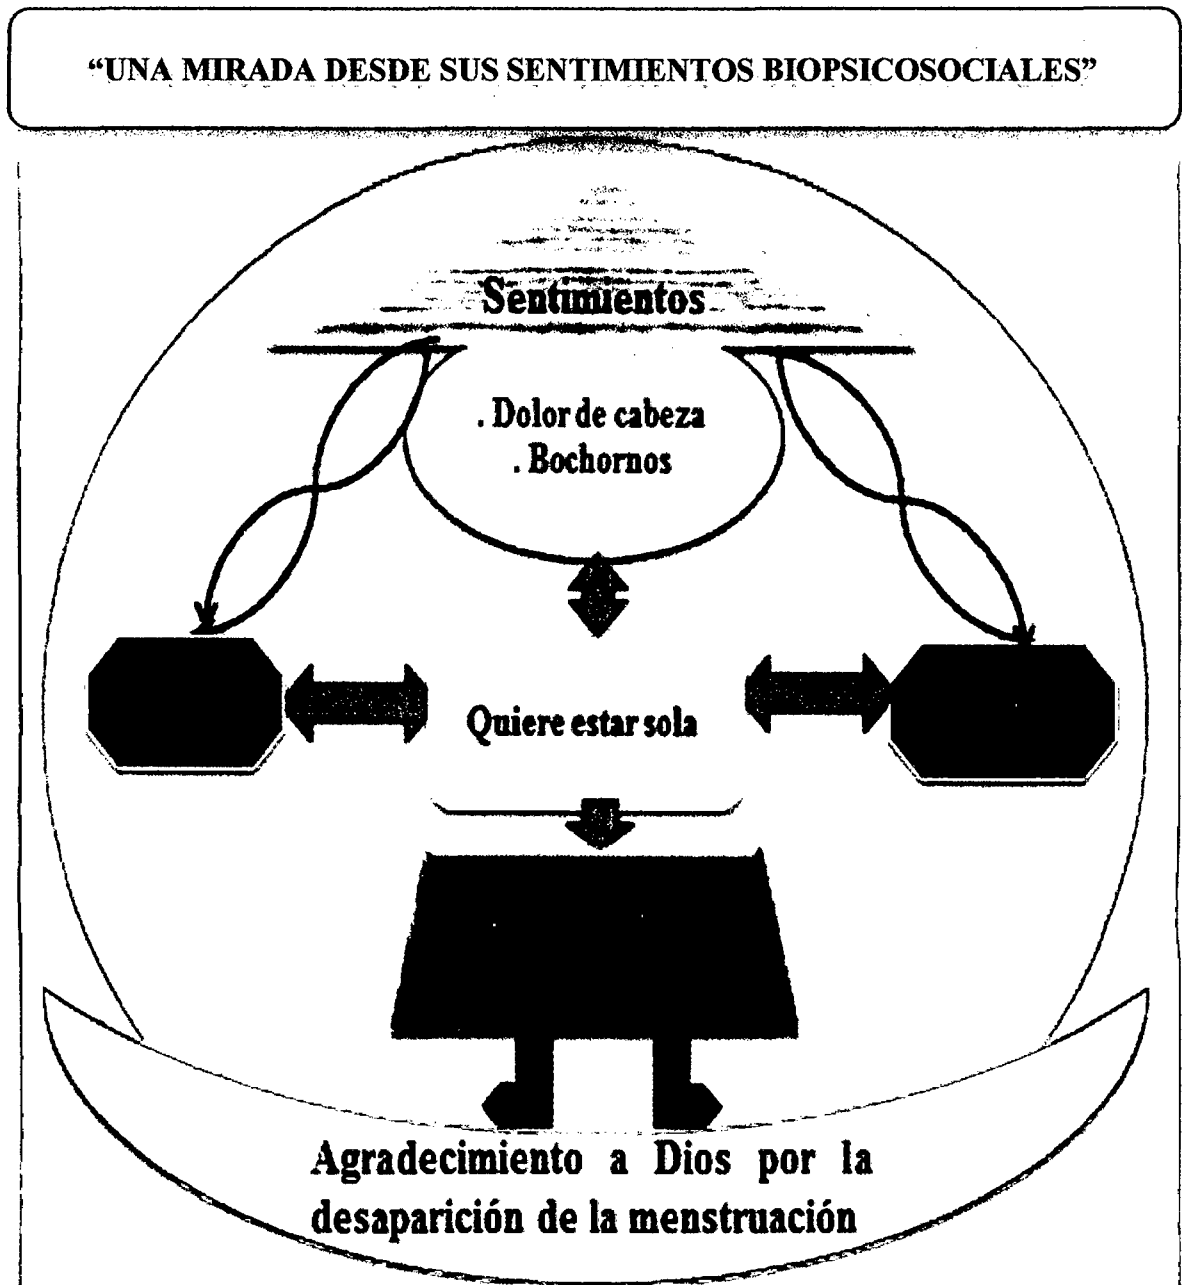 “UNA MIRADA DESDE SUS SENTIMIENTOS BIOPSICOSOCIALES”
Sentimientos
. Dolor de cabeza
. Bochornos
Quiere estar sola
Agradecimiento a Dios por la
desaparición de la menstruación